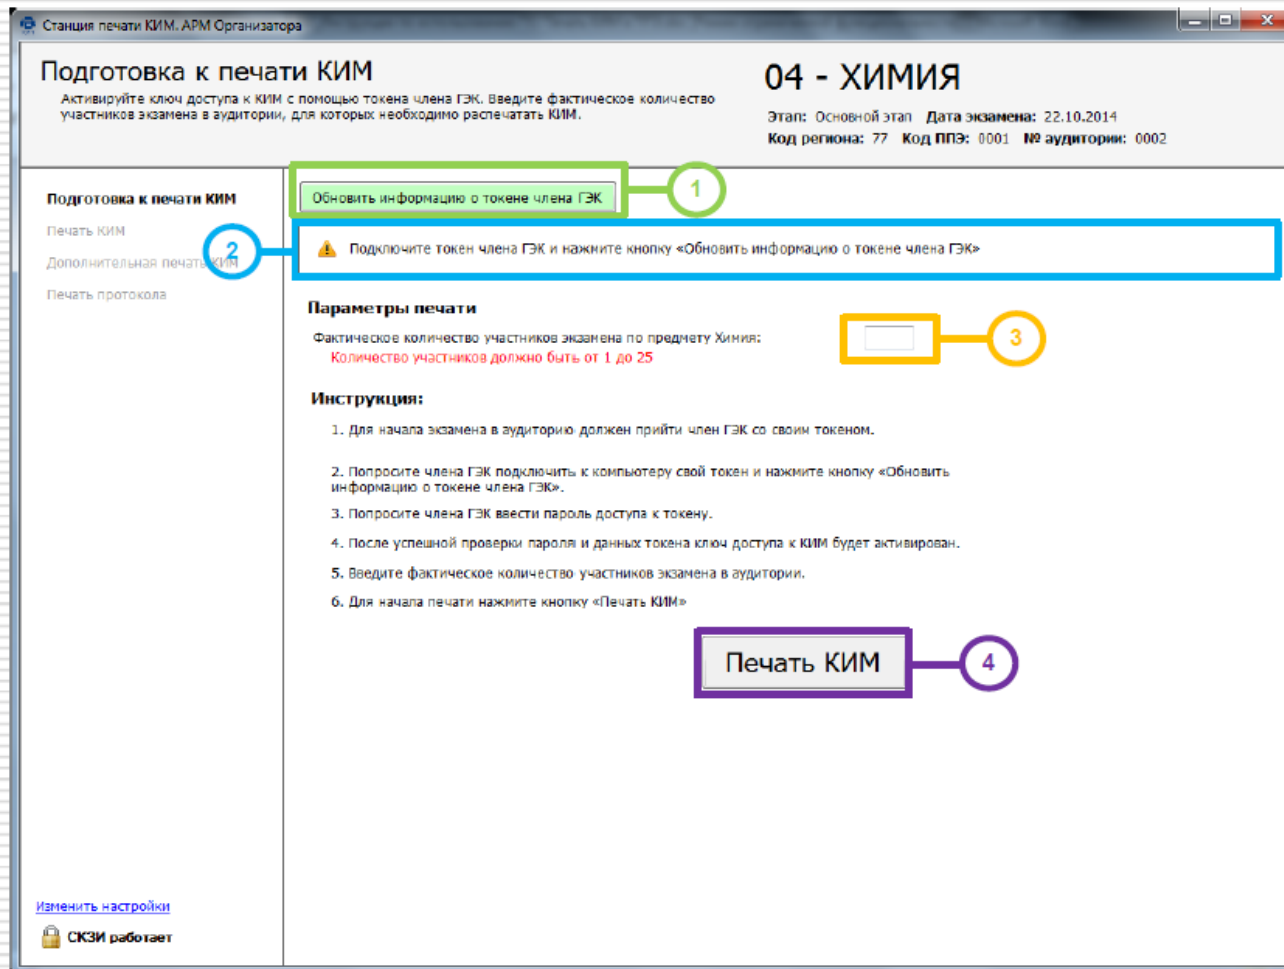 Станция печати КИМ. АРМ Организатора
Подготовка к печати КИМ
Активируйте ключ доступа к КИМ с помощью токена члена ГЭК. Введите фактическое количество
участников экзамена в аудитории, для которых необходимо распечатать КИМ.
04 - ХИМИЯ
Этап: Основной этап Дата экзамена: 22.10.2014
Код региона: 77 Код ППЭ: 0001 № аудитории: 0002
Подготовка к печати КИМ
Печать КИМ
Дополнительная печать КИМ
Печать протокола
Обновить информацию о токене члена ГЭК
1
2
Подключите токен члена ГЭК и нажмите кнопку «Обновить информацию о токене члена ГЭК»
Параметры печати
Фактическое количество участников экзамена по предмету Химия:
Количество участников должно быть от 1 до 25
3
Инструкция:
1. Для начала экзамена в аудиторию должен прийти член ГЭК со своим токеном.
2. Попросите члена ГЭК подключить к компьютеру свой токен и нажмите кнопку «Обновить
информацию о токене члена ГЭК».
3. Попросите члена ГЭК ввести пароль доступа к токену.
4. После успешной проверки пароля и данных токена ключ доступа к КИМ будет активирован.
5. Введите фактическое количество участников экзамена в аудитории.
6. Для начала печати нажмите кнопку «Печать КИМ»
Печать КИМ
4
Изменить настройки
СКЗИ работает